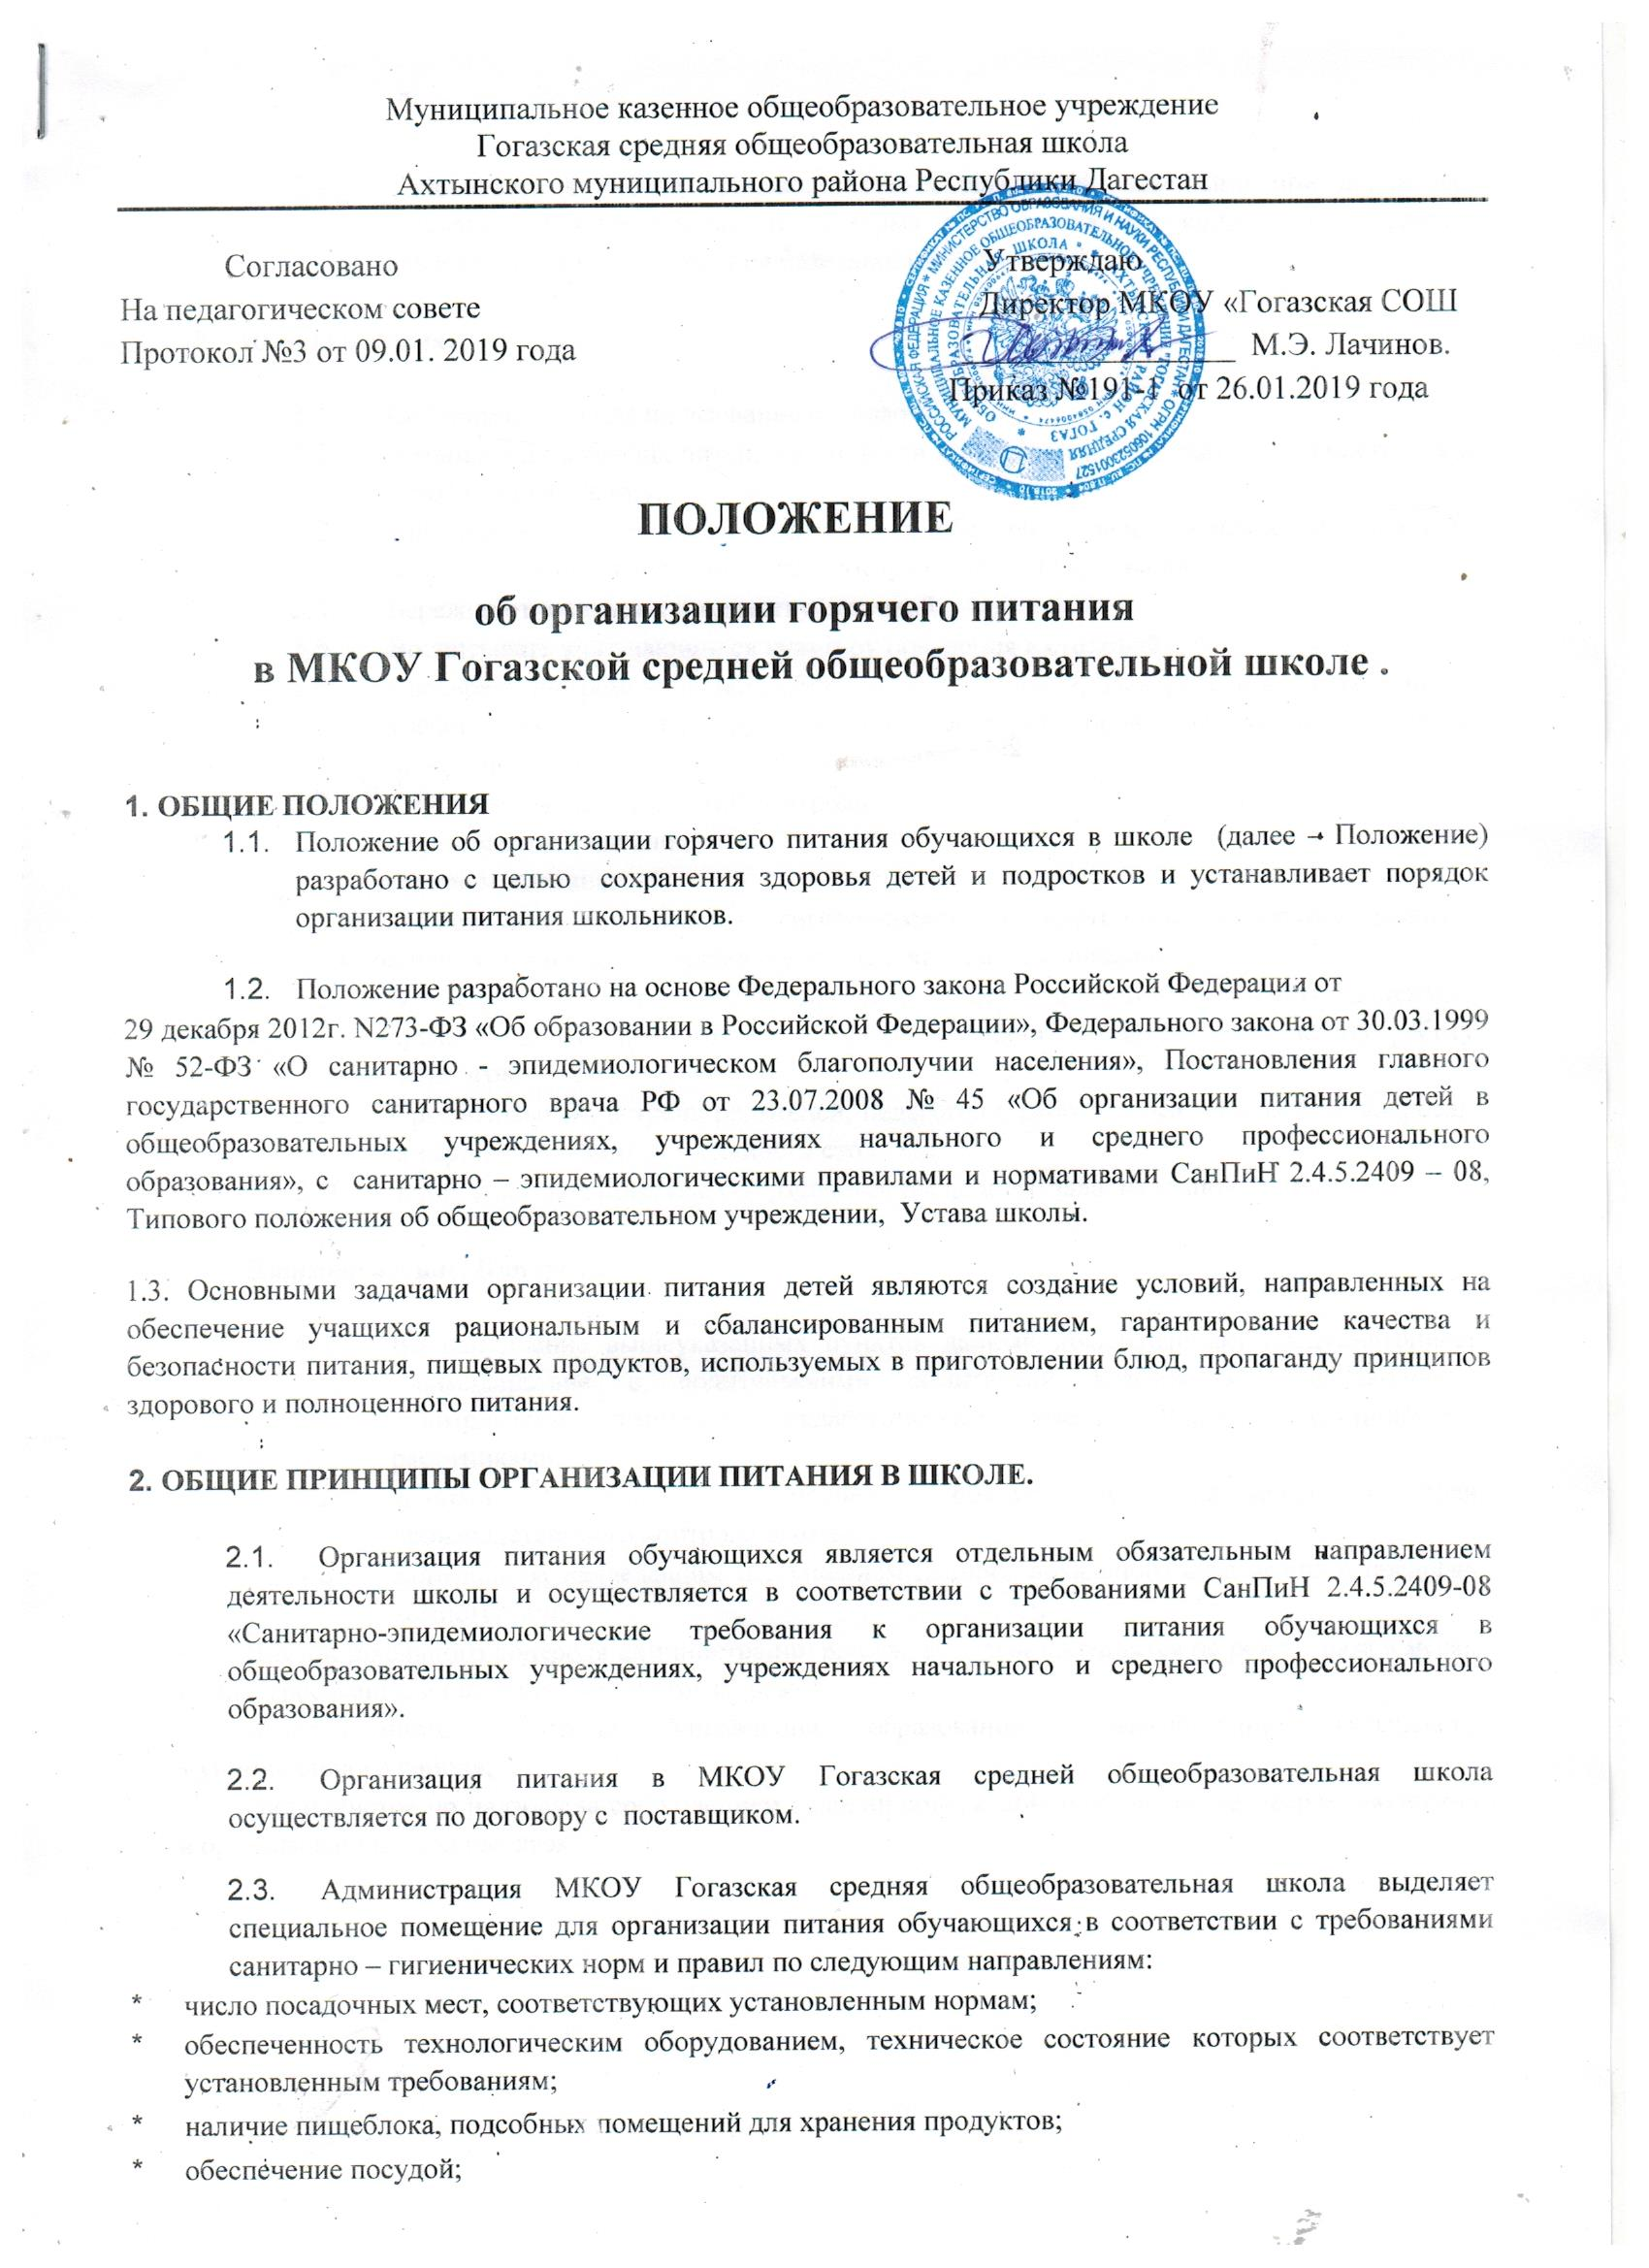 Муниципальное казенное общеобразовательное учреждение
Гогазская средняя общеобразовательная школа
Ахтынского муниципального района Республики Дагестан
Согласовано
На педагогическом совете
Протокол №3 от 09.01. 2019 года
Утверждаю
Директор МКОУ «Гогазская СОШ
М.Э. Лачинов.
Приказ №191-1 от 26.01.2019 года
РОССИЙСКАЯ ФЕДЕРАЦИЯ * МИНИСТЕРСТВО ОБРАЗОВАНИЯ И НАУКИ РЕСПУБЛИКИ ДАГЕСТАН * ОГРН 1060523001527
ПОЛОЖЕНИЕ
об организации горячего питания
в МКОУ Гогазской средней общеобразовательной школе .
1. ОБЩИЕ ПОЛОЖЕНИЯ
1.1. Положение об организации горячего питания обучающихся в школе (далее - Положение)
разработано с целью сохранения здоровья детей и подростков и устанавливает порядок
организации питания школьников.
1.2. Положение разработано на основе Федерального закона Российской Федерации от
29 декабря 2012г. N273-ФЗ «Об образовании в Российской Федерации», Федерального закона от 30.03.1999
№ 52-ФЗ «О санитарно - эпидемиологическом благополучии населения», Постановления главного
государственного санитарного врача РФ от 23.07.2008 № 45 «Об организации питания детей в
общеобразовательных учреждениях, учреждениях начального и среднего профессионального
образования», с санитарно – эпидемиологическими правилами и нормативами СанПиН 2.4.5.2409 – 08,
Типового положения об общеобразовательном учреждении, Устава школы.
1.3. Основными задачами организации питания детей являются создание условий, направленных на
обеспечение учащихся рациональным и сбалансированным питанием, гарантирование качества и
безопасности питания, пищевых продуктов, используемых в приготовлении блюд, пропаганду принципов
здорового и полноценного питания.
2. ОБЩИЕ ПРИНЦИПЫ ОРГАНИЗАЦИИ ПИТАНИЯ В ШКОЛЕ.
2.1. Организация питания обучающихся является отдельным обязательным направлением
деятельности школы и осуществляется в соответствии с требованиями СанПиН 2.4.5.2409-08
«Санитарно-эпидемиологические требования к организации питания обучающихся в
общеобразовательных учреждениях, учреждениях начального и среднего профессионального
образования».
2.2. Организация питания в МКОУ Гогазская средней общеобразовательная школа
осуществляется по договору с поставщиком.
2.3. Администрация МКОУ Гогазская средняя общеобразовательная школа выделяет
специальное помещение для организации питания обучающихся в соответствии с требованиями
санитарно – гигиенических норм и правил по следующим направлениям:
* число посадочных мест, соответствующих установленным нормам;
* обеспеченность технологическим оборудованием, техническое состояние которых соответствует
установленным требованиям;
* наличие пищеблока, подсобных помещений для хранения продуктов;
* обеспечение посудой;